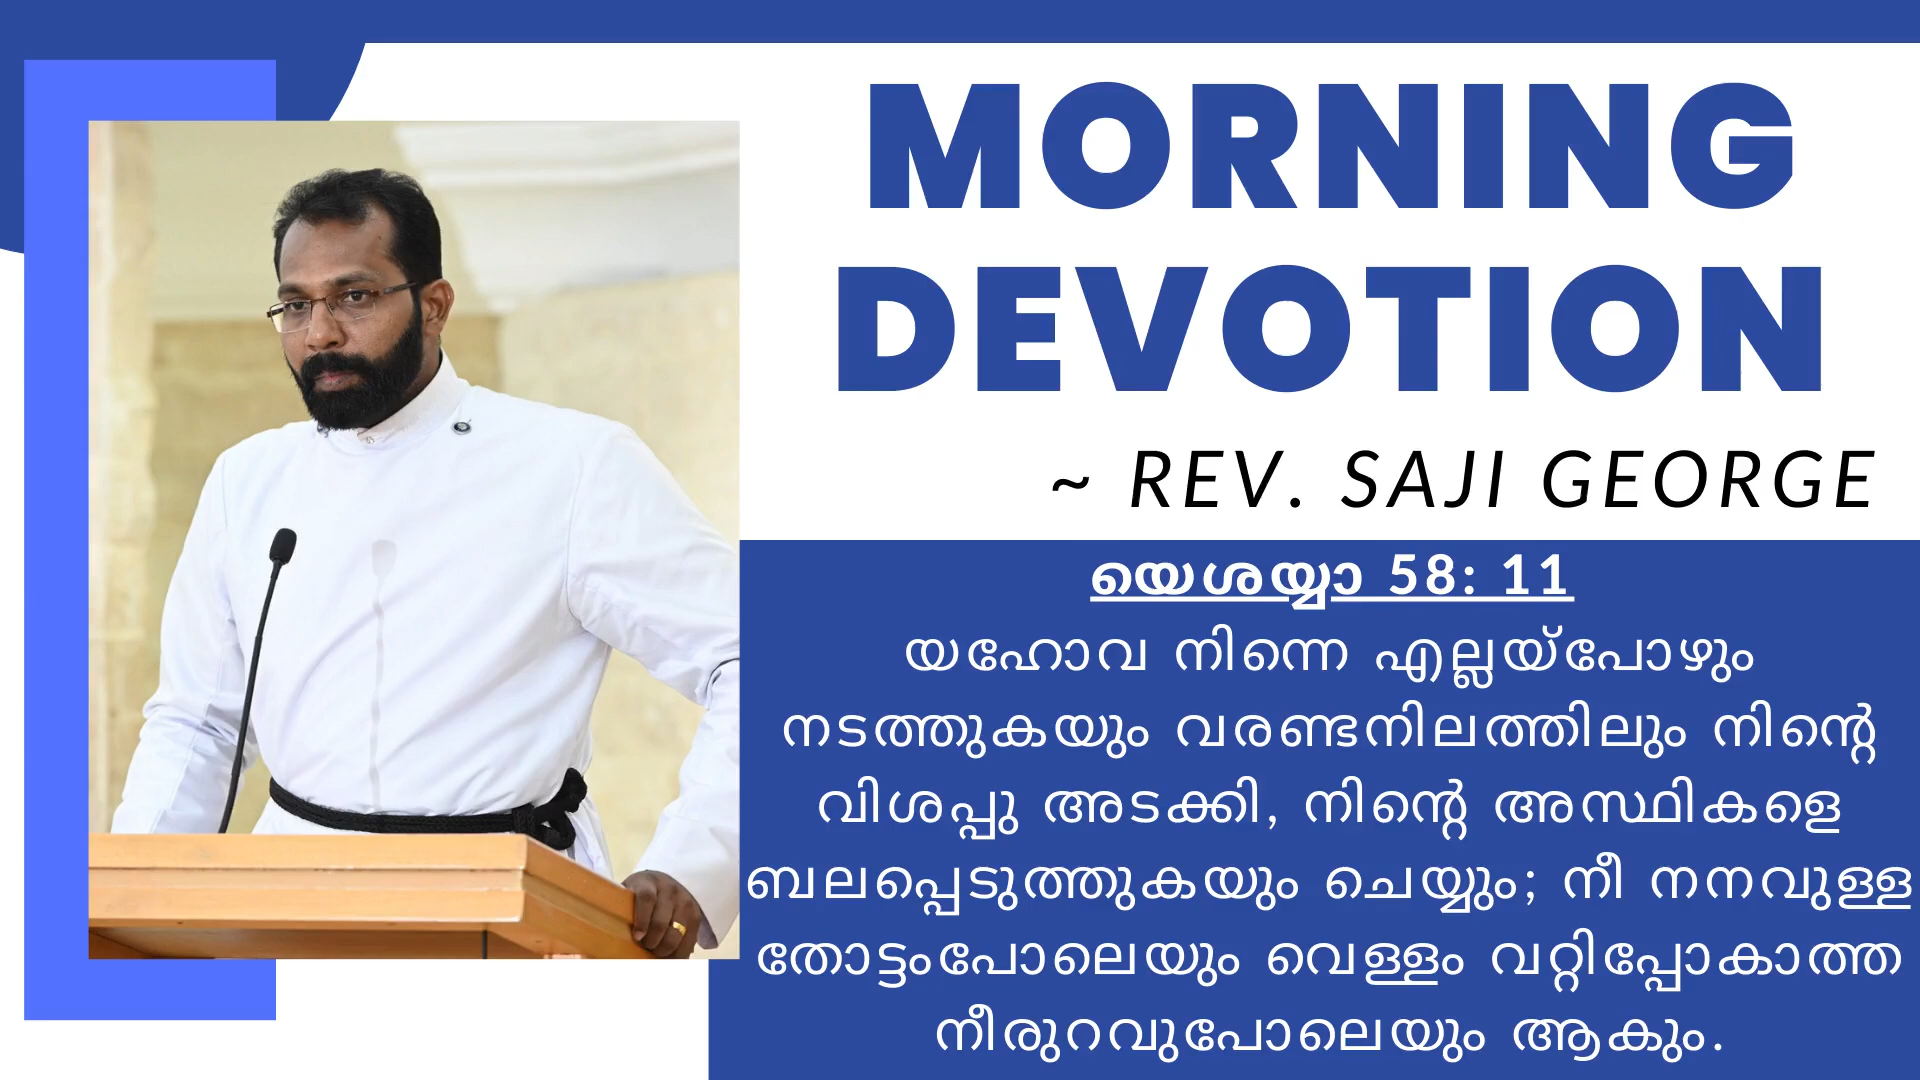 MORNING
DEVOTION
~ REV. SAJI GEORGE
യെശയ്യാ 58: 11
യഹോവ നിന്നെ എല്ലയ്പോഴും
നടത്തുകയും വരണ്ടനിലത്തിലും നിന്റെ
വിശപ്പു അടക്കി, നിന്റെ അസ്ഥികളെ
ബലപ്പെടുത്തുകയും ചെയ്യും; നീ നനവുള്ള
തോട്ടംപോലെയും വെള്ളം വറ്റിപ്പോകാത്ത
നീരുറവുപോലെയും ആകും.